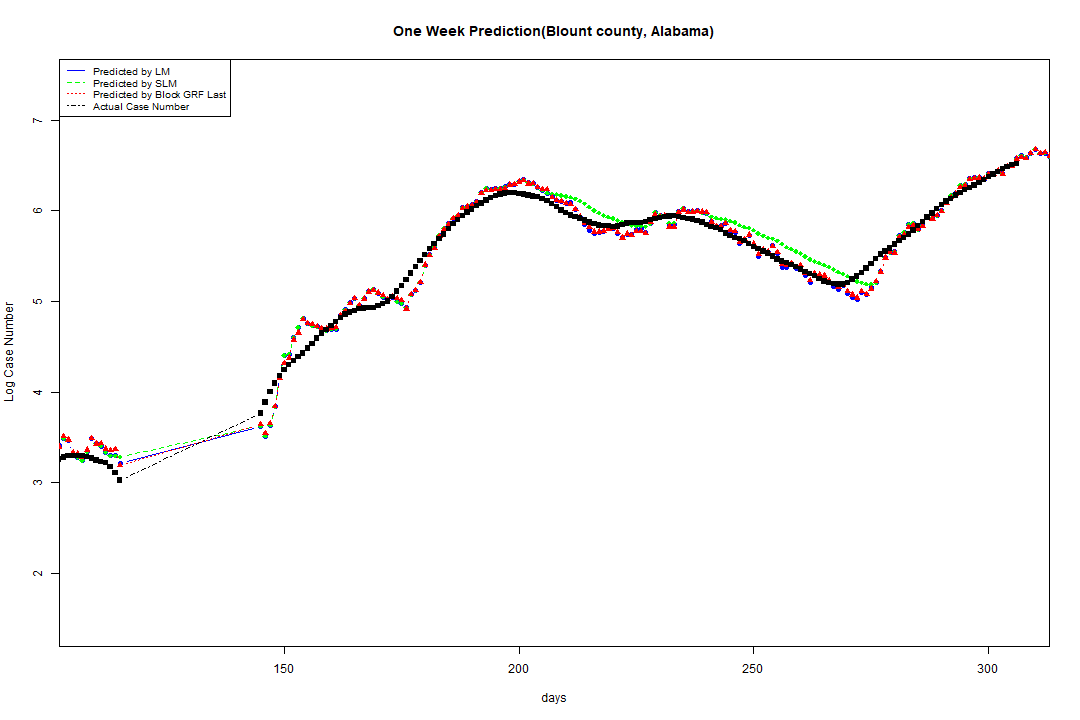 One Week Prediction(Blount county, Alabama)
Predicted by LM
Predicted by SLM
Predicted by Block GRF Last
Actual Case Number
7
6
5
4
3
2
Log Case Number
150 200 250 300
days